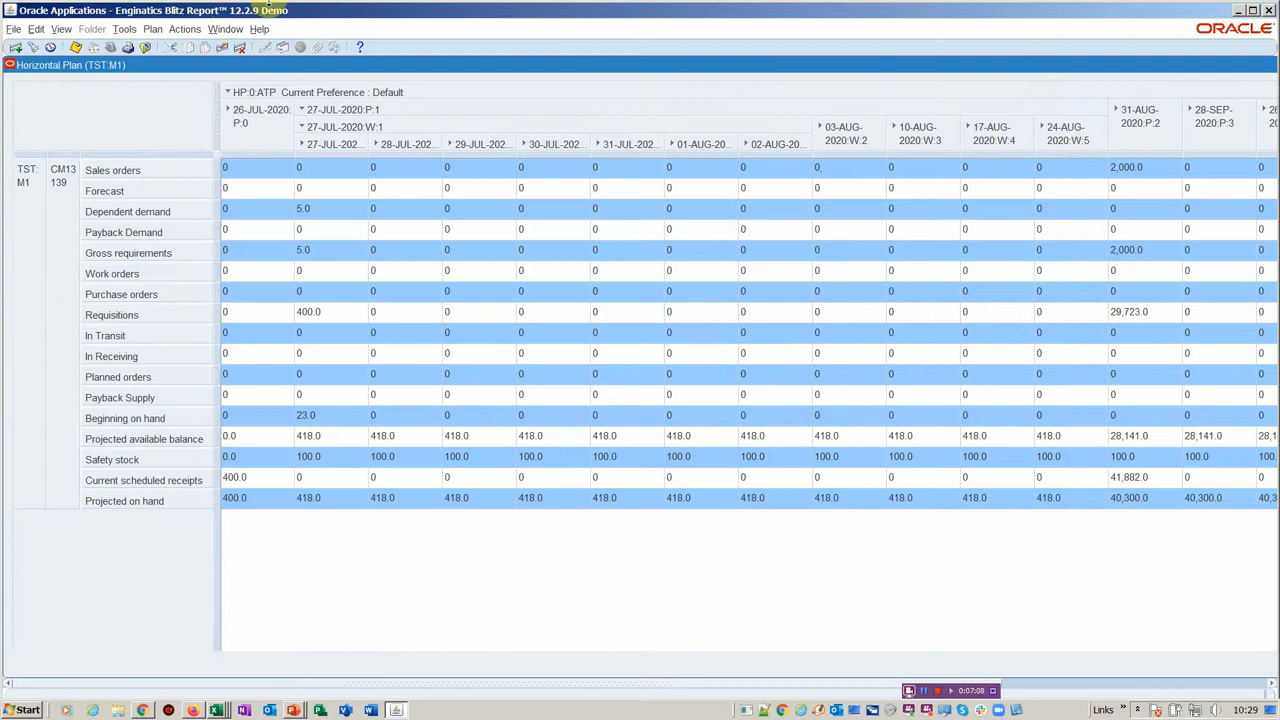 Oracle Applications - Enginatics Blitz Report™ 12.2.9 Demo
File Edit View Folder Tools Plan Actions Window Help
ORACLE
Horizontal Plan (TST:M1)
HP:0:ATP Current Preference : Default
26-JUL-2020: P:0 27-JUL-2020:P:1 31-AUG-2020:P:2 28-SEP-2020:P:3
27-JUL-2020:W:1 03-AUG-2020:W:2 10-AUG-2020:W:3 17-AUG-2020:W:4 24-AUG-2020:W:5
27-JUL-202... 28-JUL-202... 29-JUL-202... 30-JUL-202... 31-JUL-202... 01-AUG-20... 02-AUG-20...
TST: M1 CM13 139
Sales orders 0 0 0 0 0 0 0 0 0 0 0 0 2,000.0 0 0
Forecast 0 0 0 0 0 0 0 0 0 0 0 0 0 0 0
Dependent demand 0 5.0 0 0 0 0 0 0 0 0 0 0 0 0 0
Payback Demand 0 0 0 0 0 0 0 0 0 0 0 0 0 0 0
Gross requirements 0 5.0 0 0 0 0 0 0 0 0 0 0 2,000.0 0 0
Work orders 0 0 0 0 0 0 0 0 0 0 0 0 0 0 0
Purchase orders 0 0 0 0 0 0 0 0 0 0 0 0 0 0 0
Requisitions 0 400.0 0 0 0 0 0 0 0 0 0 0 29,723.0 0 0
In Transit 0 0 0 0 0 0 0 0 0 0 0 0 0 0 0
In Receiving 0 0 0 0 0 0 0 0 0 0 0 0 0 0 0
Planned orders 0 0 0 0 0 0 0 0 0 0 0 0 0 0 0
Payback Supply 0 0 0 0 0 0 0 0 0 0 0 0 0 0 0
Beginning on hand 0 23.0 0 0 0 0 0 0 0 0 0 0 0 0 0
Projected available balance 0.0 418.0 418.0 418.0 418.0 418.0 418.0 418.0 418.0 418.0 418.0 418.0 28,141.0 28,141.0 28,1
Safety stock 0.0 100.0 100.0 100.0 100.0 100.0 100.0 100.0 100.0 100.0 100.0 100.0 100.0 100.0 100.
Current scheduled receipts 400.0 0 0 0 0 0 0 0 0 0 0 0 41,882.0 0 0
Projected on hand 400.0 418.0 418.0 418.0 418.0 418.0 418.0 418.0 418.0 418.0 418.0 418.0 40,300.0 40,300.0 40,3
0:07:08
Start Links 10:29